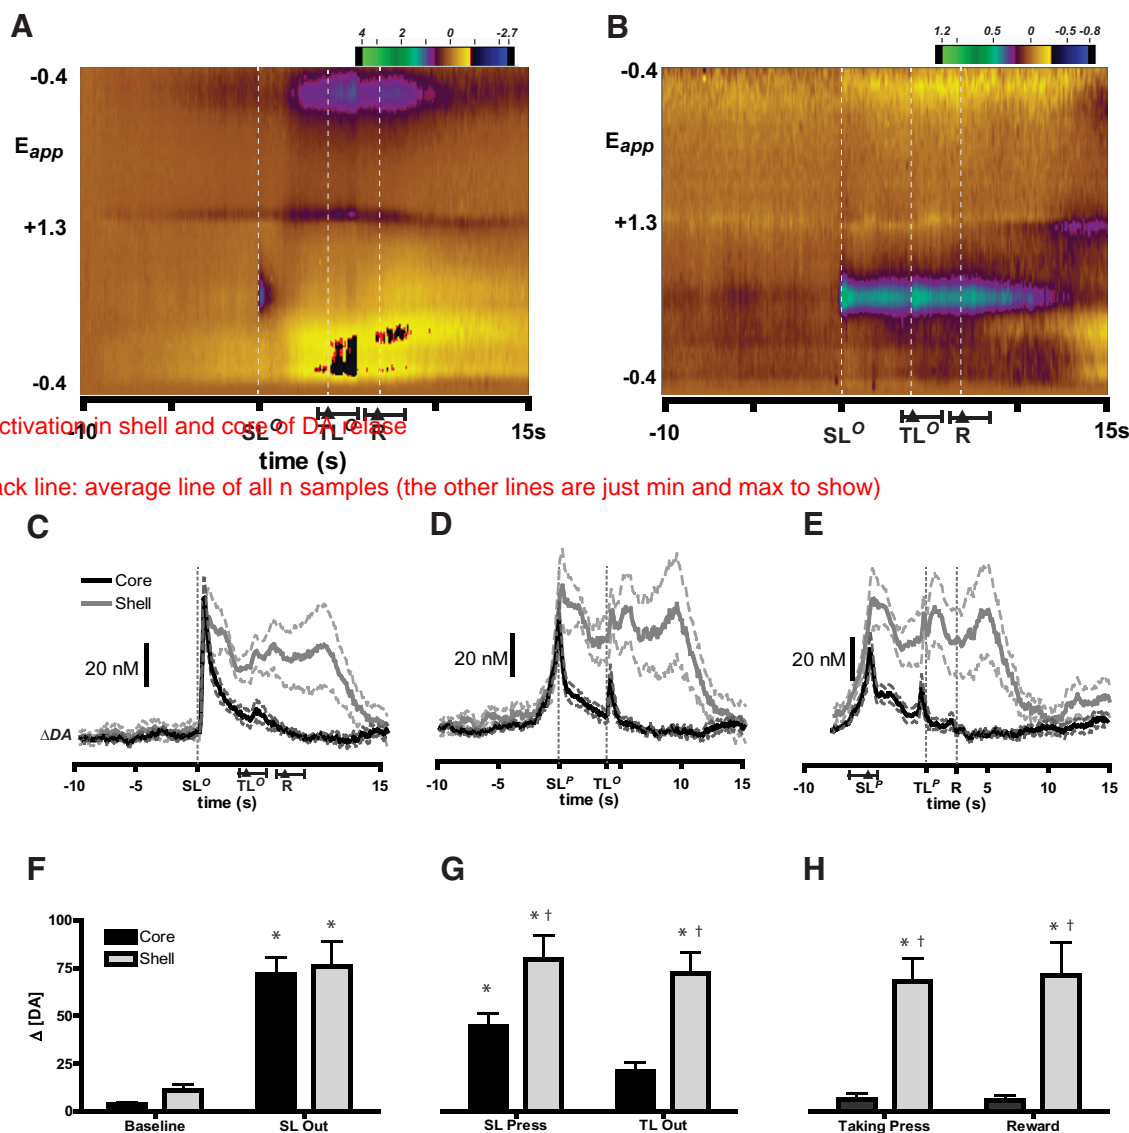 A
B
4 2 0 -2.7
1.2 0.5 0 -0.5 -0.8
-0.4
Eapp
+1.3
-0.4
-0.4
Eapp
+1.3
-0.4
-10 SLO TLO R 15s
time (s)
-10 SLO TLO R 15s
ctivation in shell and core of DA relase
ack line: average line of all n samples (the other lines are just min and max to show)
C
D
E
Core
Shell
20 nM
ΔDA
-10 -5 SLO TLO R 15
time (s)
20 nM
-10 -5 SLP TLO 10 15
time (s)
20 nM
-10 SLP TLP R 5 10 15
time (s)
F
G
H
Δ [DA]
100
75
50
25
0
Core
Shell
* *
* * † * †
* † * †
Baseline SL Out
SL Press TL Out
Taking Press Reward